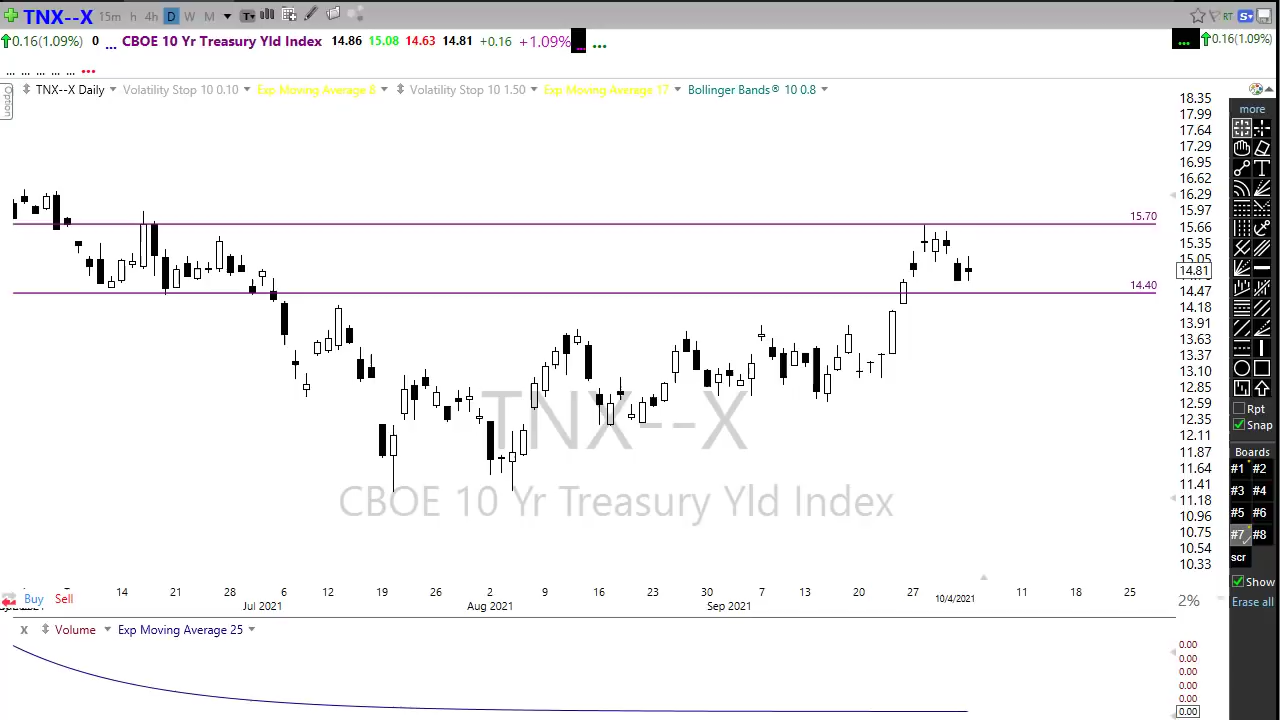 TNX--X 15m h 4h D W M T RT S
0.16(1.09%) 0 ... CBOE 10 Yr Treasury Yld Index 14.86 15.08 14.63 14.81 +0.16 +1.09% ... ... ... 0.16(1.09%)
... ... ... ... ... ...
Option
TNX--X Daily Volatility Stop 10 0.10 Exp Moving Average 8 Volatility Stop 10 1.50 Exp Moving Average 17 Bollinger Bands® 10 0.8
18.35
17.99
17.64
17.29
16.95
16.62
16.29
15.97
15.66
15.35
15.05
14.81
14.47
14.18
13.91
13.63
13.37
13.10
12.85
12.59
12.35
12.11
11.87
11.64
11.41
11.18
10.96
10.75
10.54
10.33
15.70
14.40
TNX--X
CBOE 10 Yr Treasury Yld Index
14 21 28 6 12 19 26 2 9 16 23 30 7 13 20 27 10/4/2021 11 18 25
Jul 2021 Aug 2021 Sep 2021
Buy Sell
2%
x Volume Exp Moving Average 25
0.00
0.00
0.00
0.00
0.00
0.00
more
T
Rpt
Snap
Boards
#1 #2
#3 #4
#5 #6
#7 #8
scr
Show
Erase all